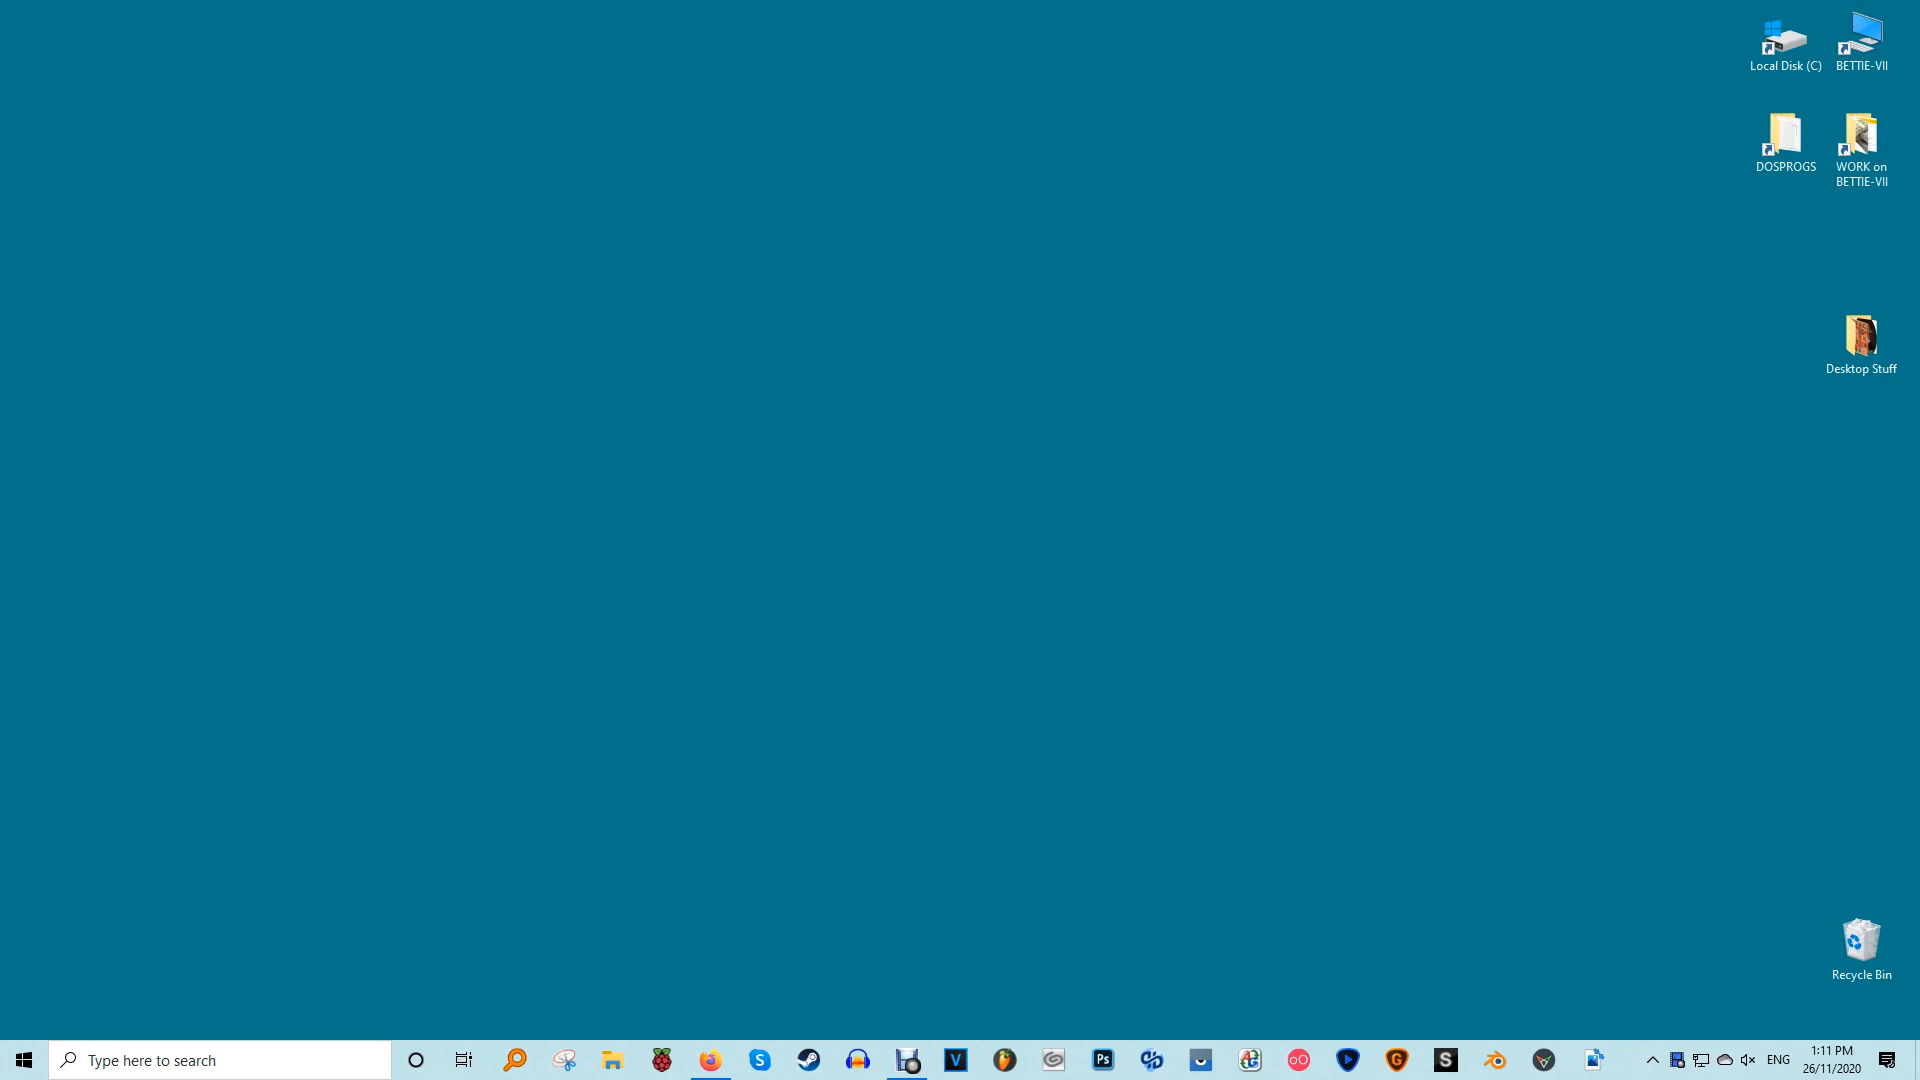 Local Disk (C)
BETTIE-VII
DOSPROGS
WORK on
BETTIE-VII
Desktop Stuff
Recycle Bin
Type here to search
S
V
Ps
G
S
ENG
1:11 PM
26/11/2020